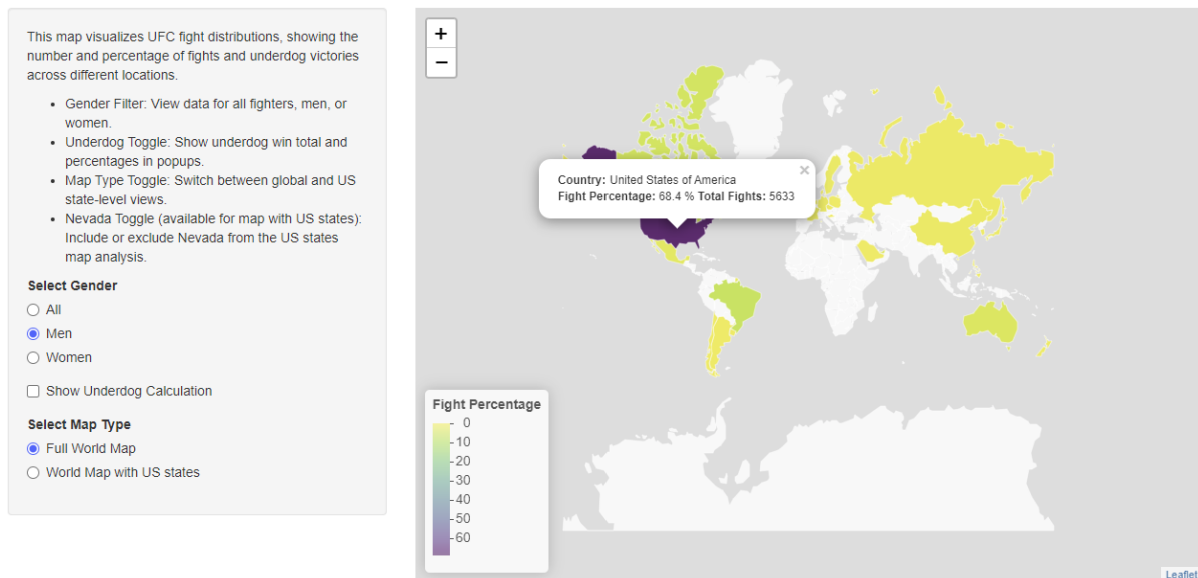 This map visualizes UFC fight distributions, showing the
number and percentage of fights and underdog victories
across different locations.
• Gender Filter: View data for all fighters, men, or
women.
• Underdog Toggle: Show underdog win total and
percentages in popups.
• Map Type Toggle: Switch between global and US
state-level views.
• Nevada Toggle (available for map with US states):
Include or exclude Nevada from the US states
map analysis.
Select Gender
All
Men
Women
Show Underdog Calculation
Select Map Type
Full World Map
World Map with US states
+
−
×
Country: United States of America
Fight Percentage: 68.4 % Total Fights: 5633
Fight Percentage
0
10
20
30
40
50
60
Leaflet